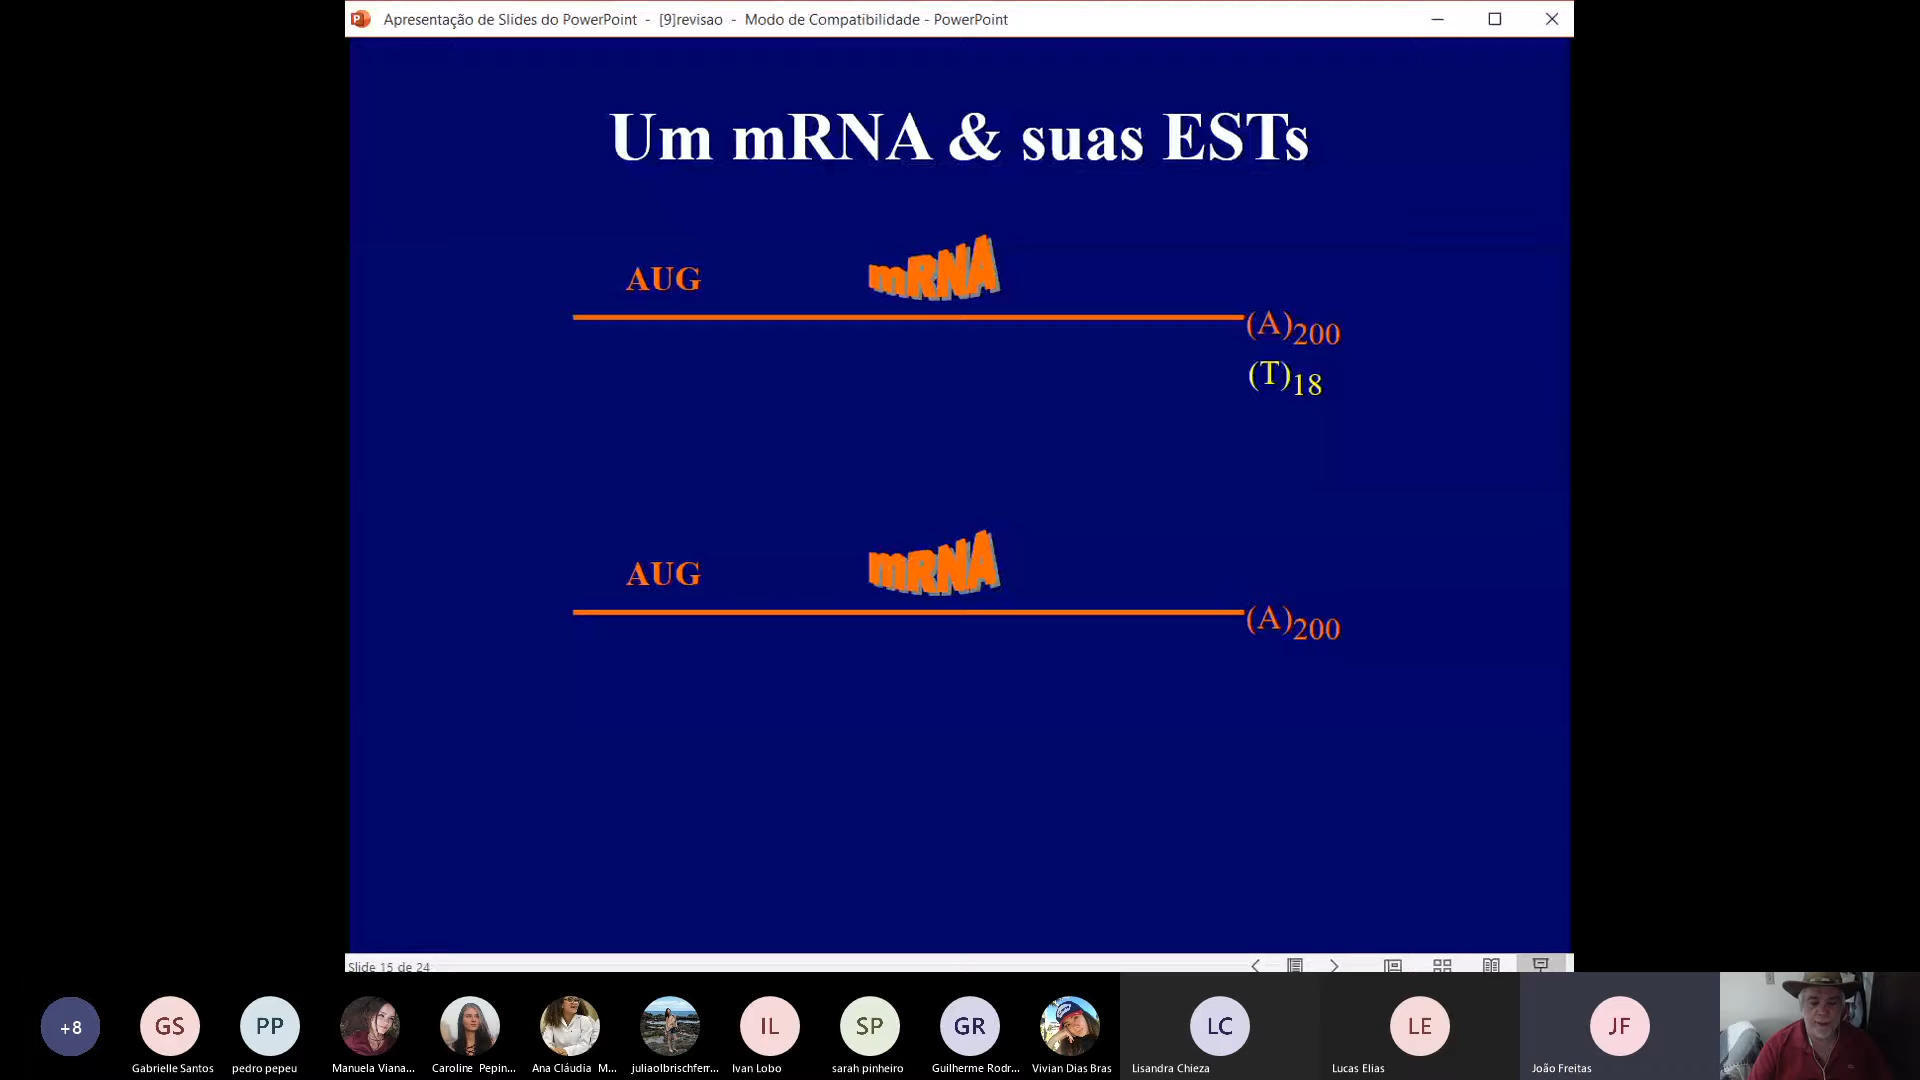 Apresentação de Slides do PowerPoint - [9]revisao - Modo de Compatibilidade - PowerPoint
Um mRNA & suas ESTs
AUG
mRNA
(A)200
(T)18
AUG
mRNA
(A)200
Slide 15 de 24
+8
GS
PP
IL
SP
GR
LC
LE
JF
Gabrielle Santos
pedro pepeu
Manuela Viana...
Caroline Pepin...
Ana Cláudia M...
juliaolbrischferr...
Ivan Lobo
sarah pinheiro
Guilherme Rodr...
Vivian Dias Bras
Lisandra Chieza
Lucas Elias
João Freitas